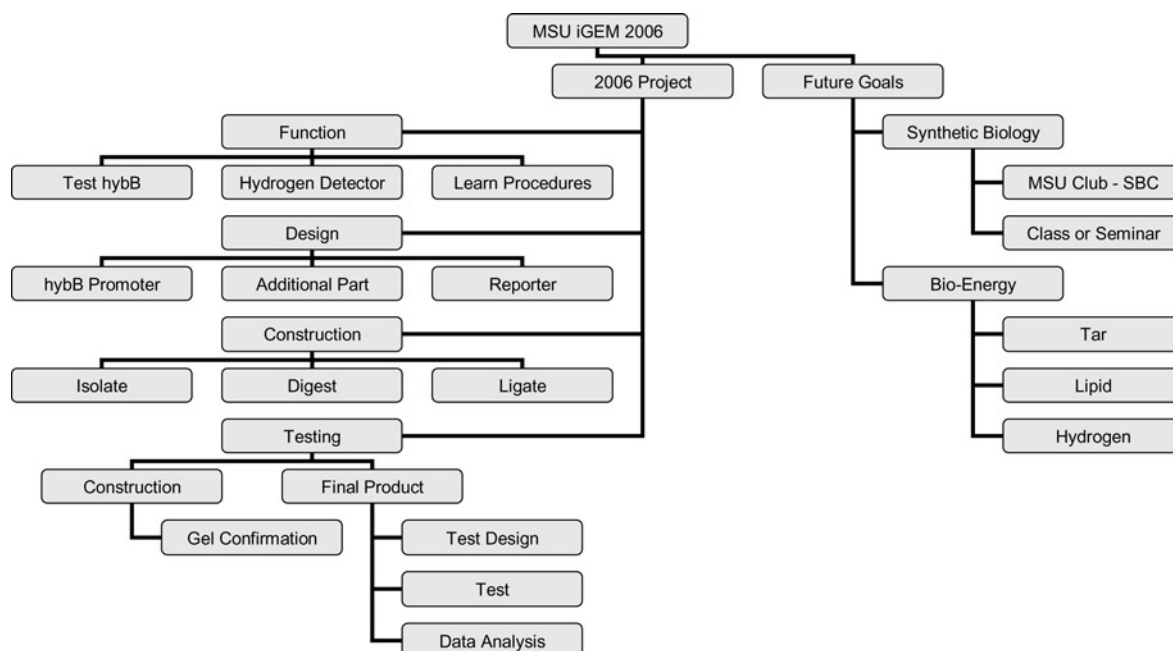 MSU iGEM 2006
2006 Project
Future Goals
Function
Test hybB
Hydrogen Detector
Learn Procedures
Design
hybB Promoter
Additional Part
Reporter
Construction
Isolate
Digest
Ligate
Testing
Construction
Gel Confirmation
Final Product
Test Design
Test
Data Analysis
Synthetic Biology
MSU Club - SBC
Class or Seminar
Bio-Energy
Tar
Lipid
Hydrogen